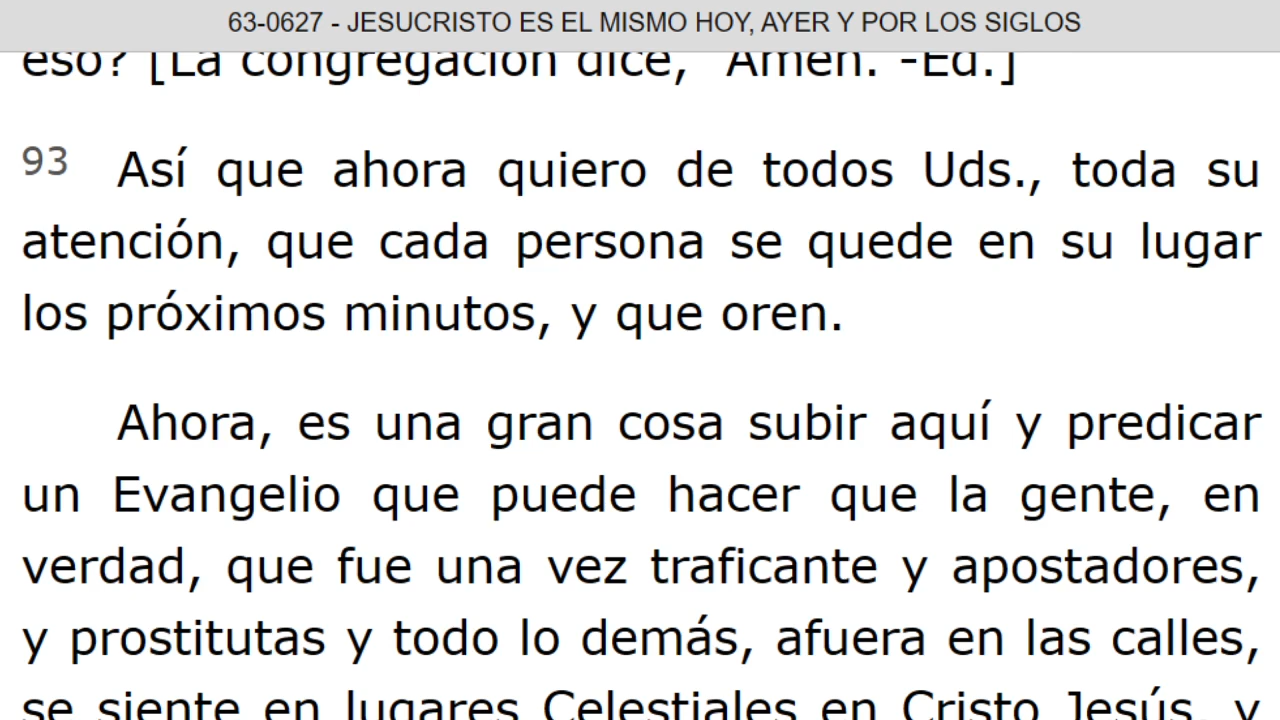 63-0627 - JESUCRISTO ES EL MISMO HOY, AYER Y POR LOS SIGLOS
eso? [La congregación dice, "Amén." -Ed.]
93 Así que ahora quiero de todos Uds., toda su
atención, que cada persona se quede en su lugar
los próximos minutos, y que oren.
Ahora, es una gran cosa subir aquí y predicar
un Evangelio que puede hacer que la gente, en
verdad, que fue una vez traficante y apostadores,
y prostitutas y todo lo demás, afuera en las calles,
se siente en lugares Celestiales en Cristo Jesús, y